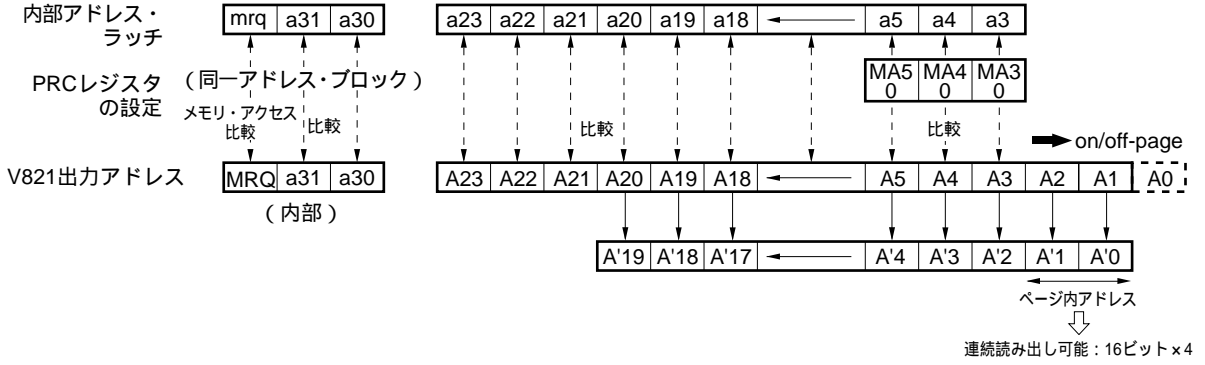 内部アドレス・ラッチ
mrq a31 a30 a23 a22 a21 a20 a19 a18 a5 a4 a3
PRCレジスタの設定
(同一アドレス・ブロック)
MA5 MA4 MA3
0 0 0
メモリ・アクセス
比較 比較 比較 比較
on/off-page
V821出力アドレス
MRQ a31 a30 A23 A22 A21 A20 A19 A18 A5 A4 A3 A2 A1 A0
(内部)
A'19 A'18 A'17 A'4 A'3 A'2 A'1 A'0
ページ内アドレス
連続読み出し可能:16ビット×4